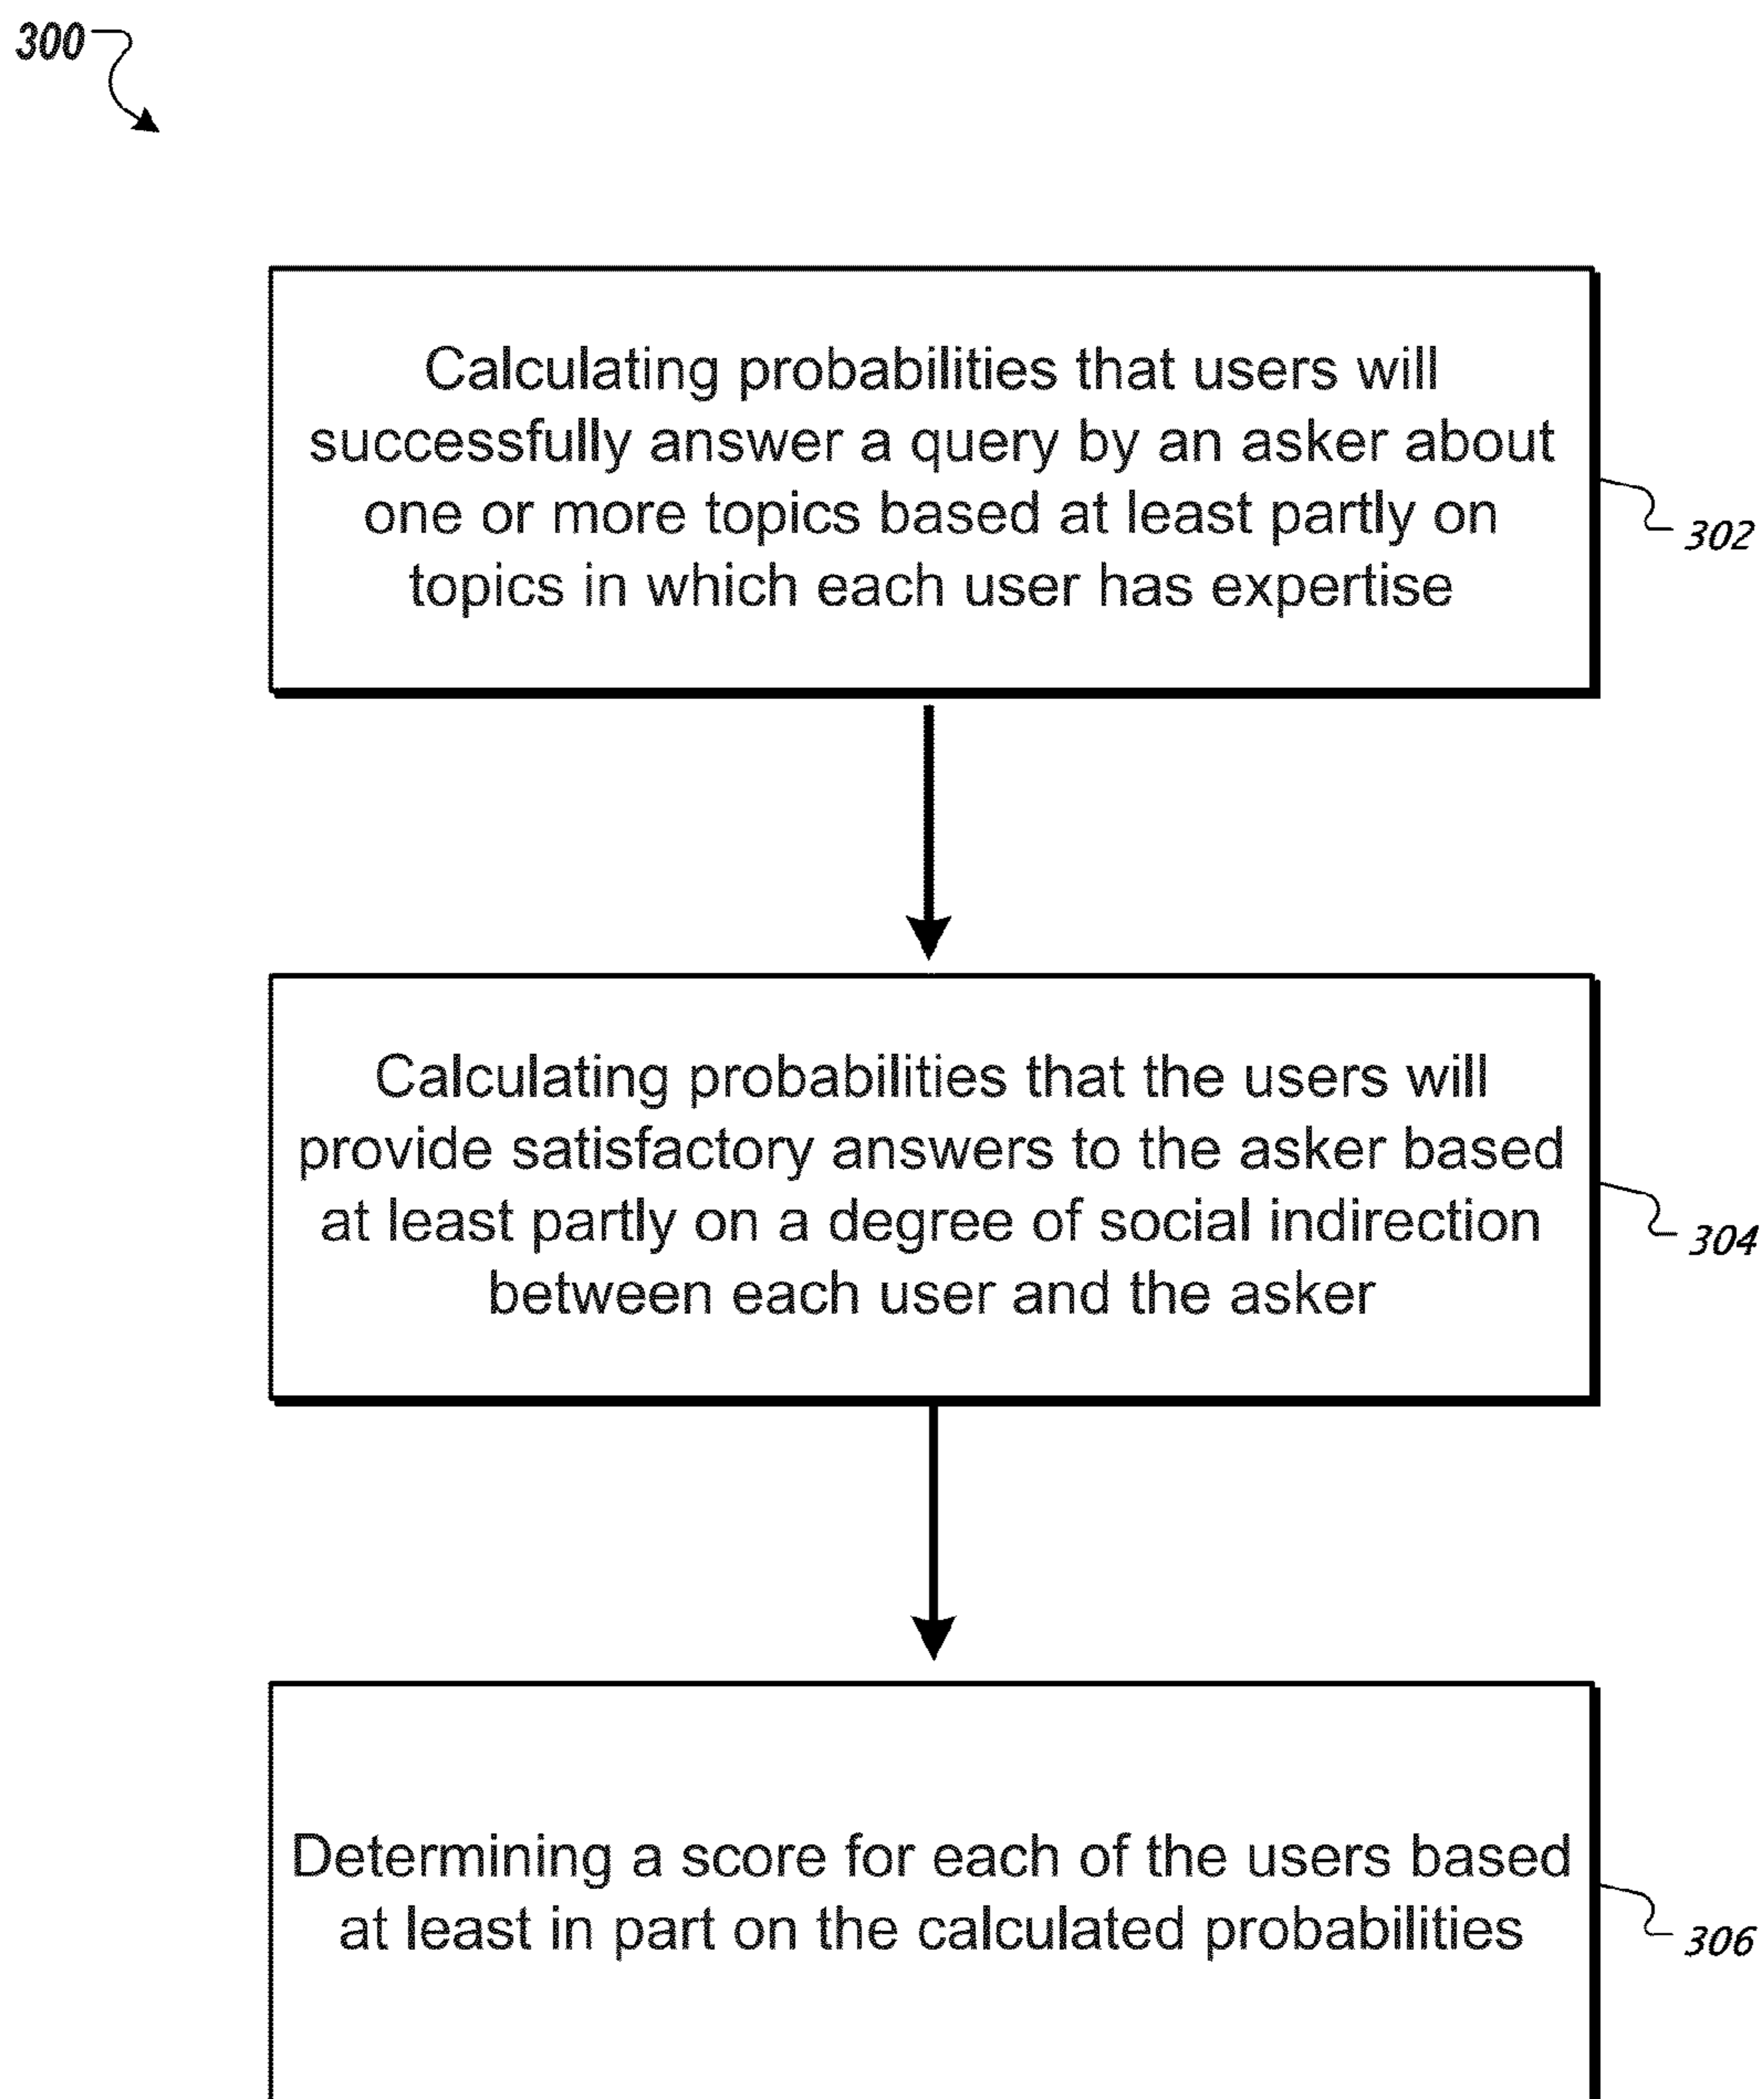 300
Calculating probabilities that users will
successfully answer a query by an asker about
one or more topics based at least partly on
topics in which each user has expertise
302
Calculating probabilities that the users will
provide satisfactory answers to the asker based
at least partly on a degree of social indirection
between each user and the asker
304
Determining a score for each of the users based
at least in part on the calculated probabilities
306